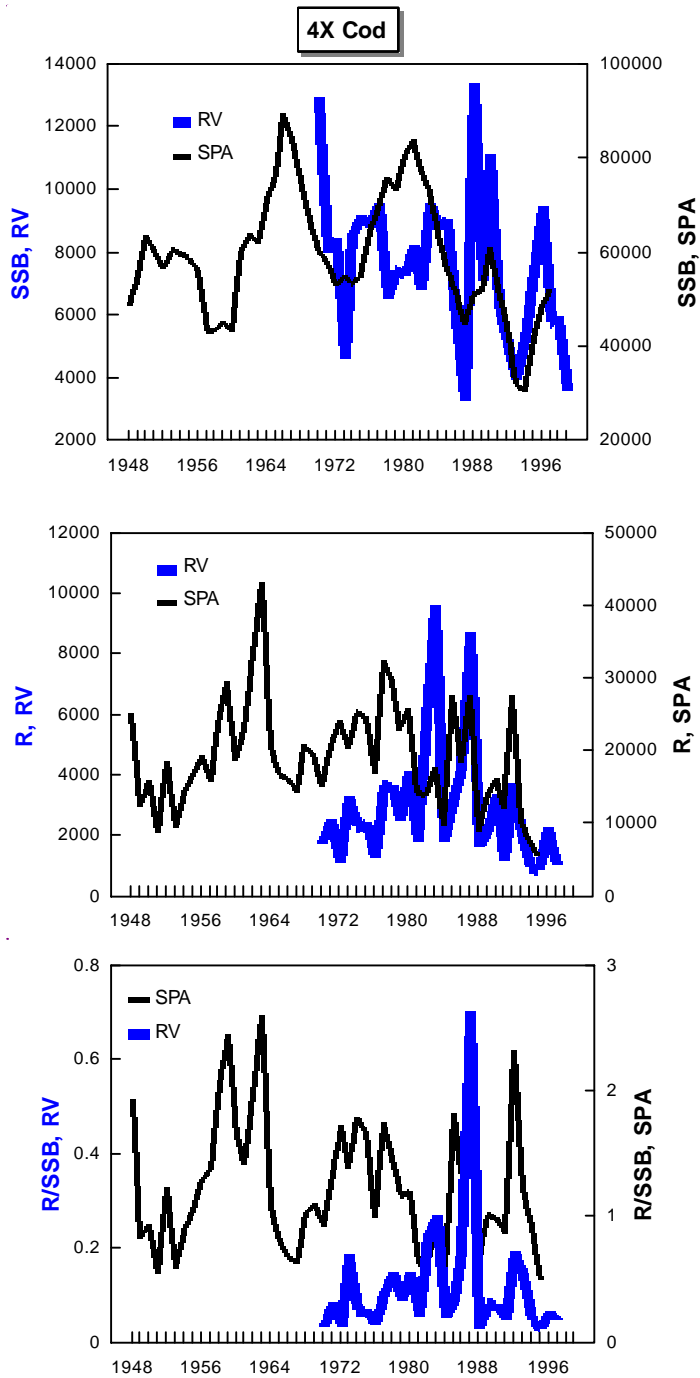 4X Cod
14000
12000
10000
8000
6000
4000
2000
SSB, RV
RV
SPA
100000
80000
60000
40000
20000
SSB, SPA
1948 1956 1964 1972 1980 1988 1996
12000
10000
8000
6000
4000
2000
0
R, RV
RV
SPA
50000
40000
30000
20000
10000
0
R, SPA
1948 1956 1964 1972 1980 1988 1996
0.8
0.6
0.4
0.2
0
R/SSB, RV
SPA
RV
3
2
1
0
R/SSB, SPA
1948 1956 1964 1972 1980 1988 1996